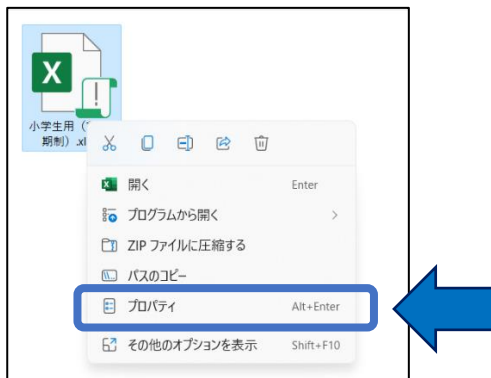 小学生用(
期制）.xl
開く Enter
プログラムから開く
ZIP ファイルに圧縮する
パスのコピー
プロパティ Alt+Enter
その他のオプションを表示 Shift+F10